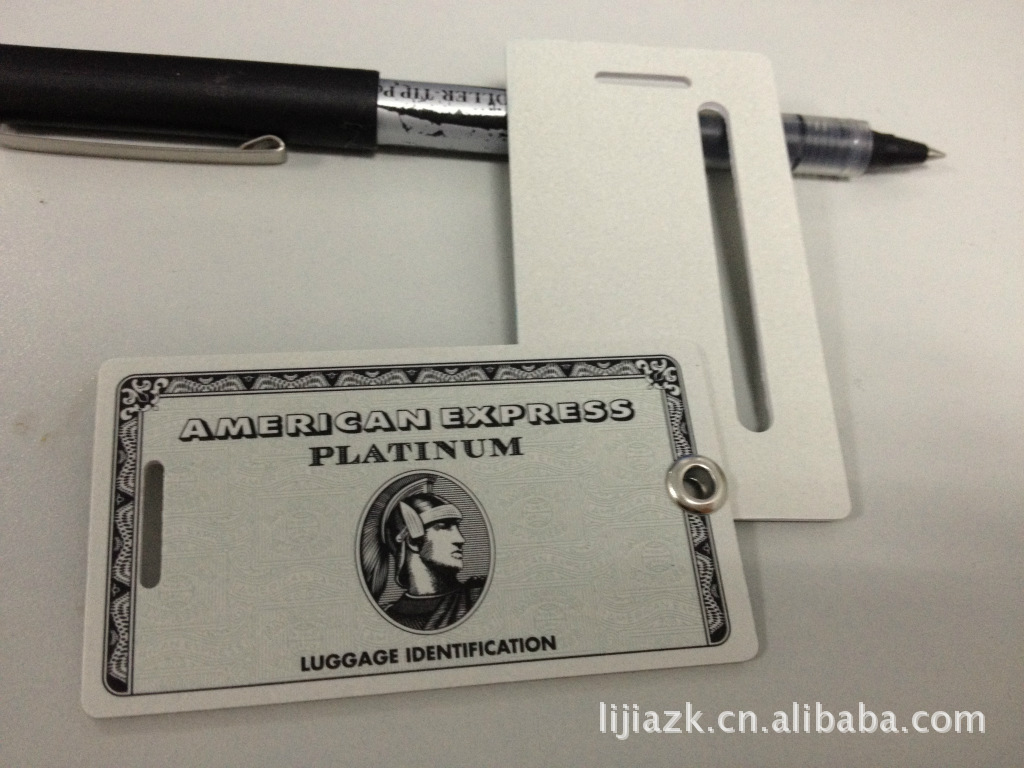 AMERICAN EXPRESS
PLATINUM
LUGGAGE IDENTIFICATION
lijiazk.cn.alibaba.com